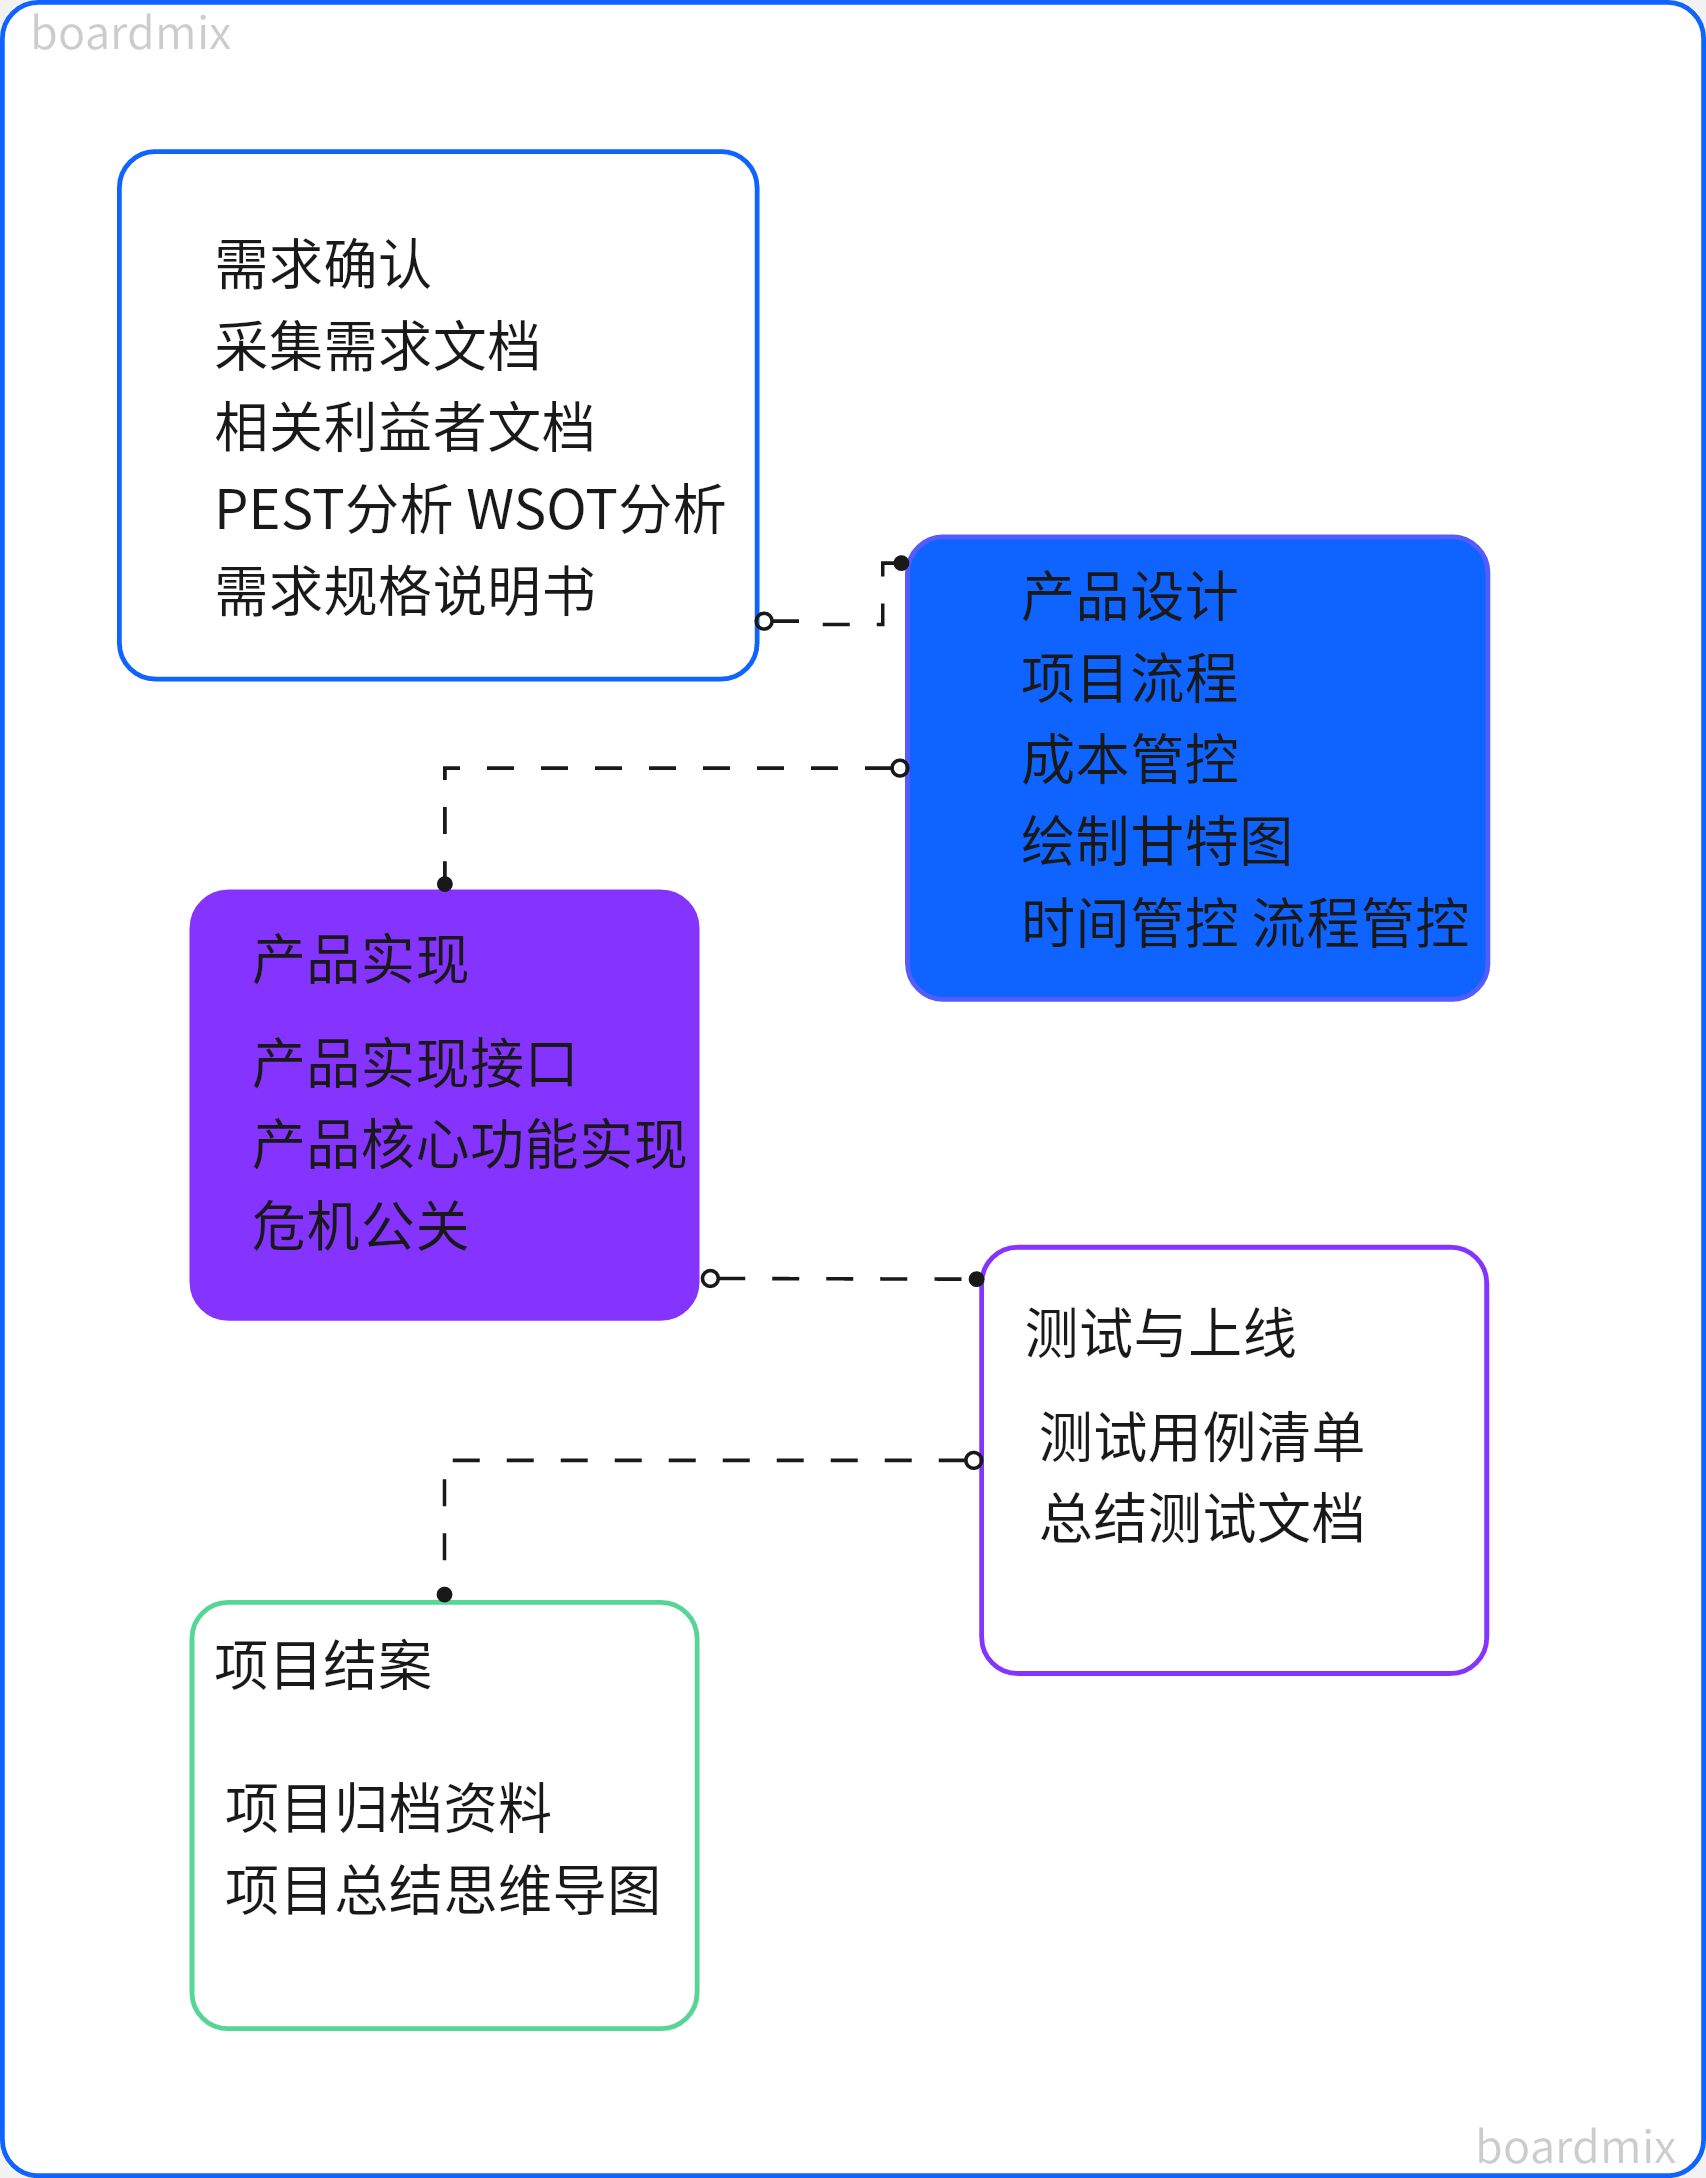 boardmix
需求确认
采集需求文档
相关利益者文档
PEST分析 WSOT分析
需求规格说明书
产品设计
项目流程
成本管控
绘制甘特图
时间管控 流程管控
产品实现
产品实现接口
产品核心功能实现
危机公关
测试与上线
测试用例清单
总结测试文档
项目结案
项目归档资料
项目总结思维导图
boardmix